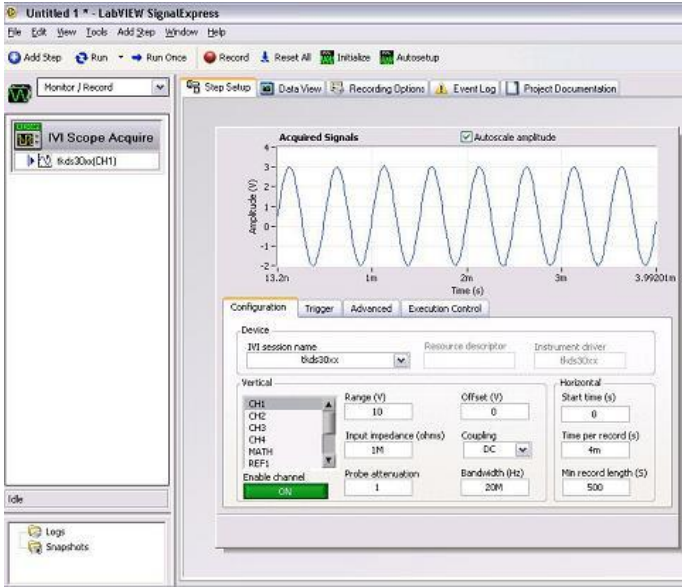 Untitled 1 * - LabVIEW SignalExpress
File Edit View Tools Add Step Window Help
Add Step Run Run Once Record Reset All Initialize Autosetup
Monitor / Record
Step Setup Data View Recording Options Event Log Project Documentation
IVI Scope Acquire
tkds30xx(CH1)
Acquired Signals
Autoscale amplitude
Amplitude (V)
4
3
2
1
0
-1
-2
13.2n 1m 2m 3m 3.99201m
Time (s)
Configuration Trigger Advanced Execution Control
Device
IVI session name Resource descriptor Instrument driver
tkds30xx tkds30xx
Vertical Horizontal
CH1
CH2
CH3
CH4
MATH
REF1
Enable channel
ON
Range (V) Offset (V) Start time (s)
10 0 0
Input impedance (ohms) Coupling Time per record (s)
1M DC 4m
Probe attenuation Bandwidth (Hz) Min record length (S)
1 20M 500
Idle
Logs
Snapshots